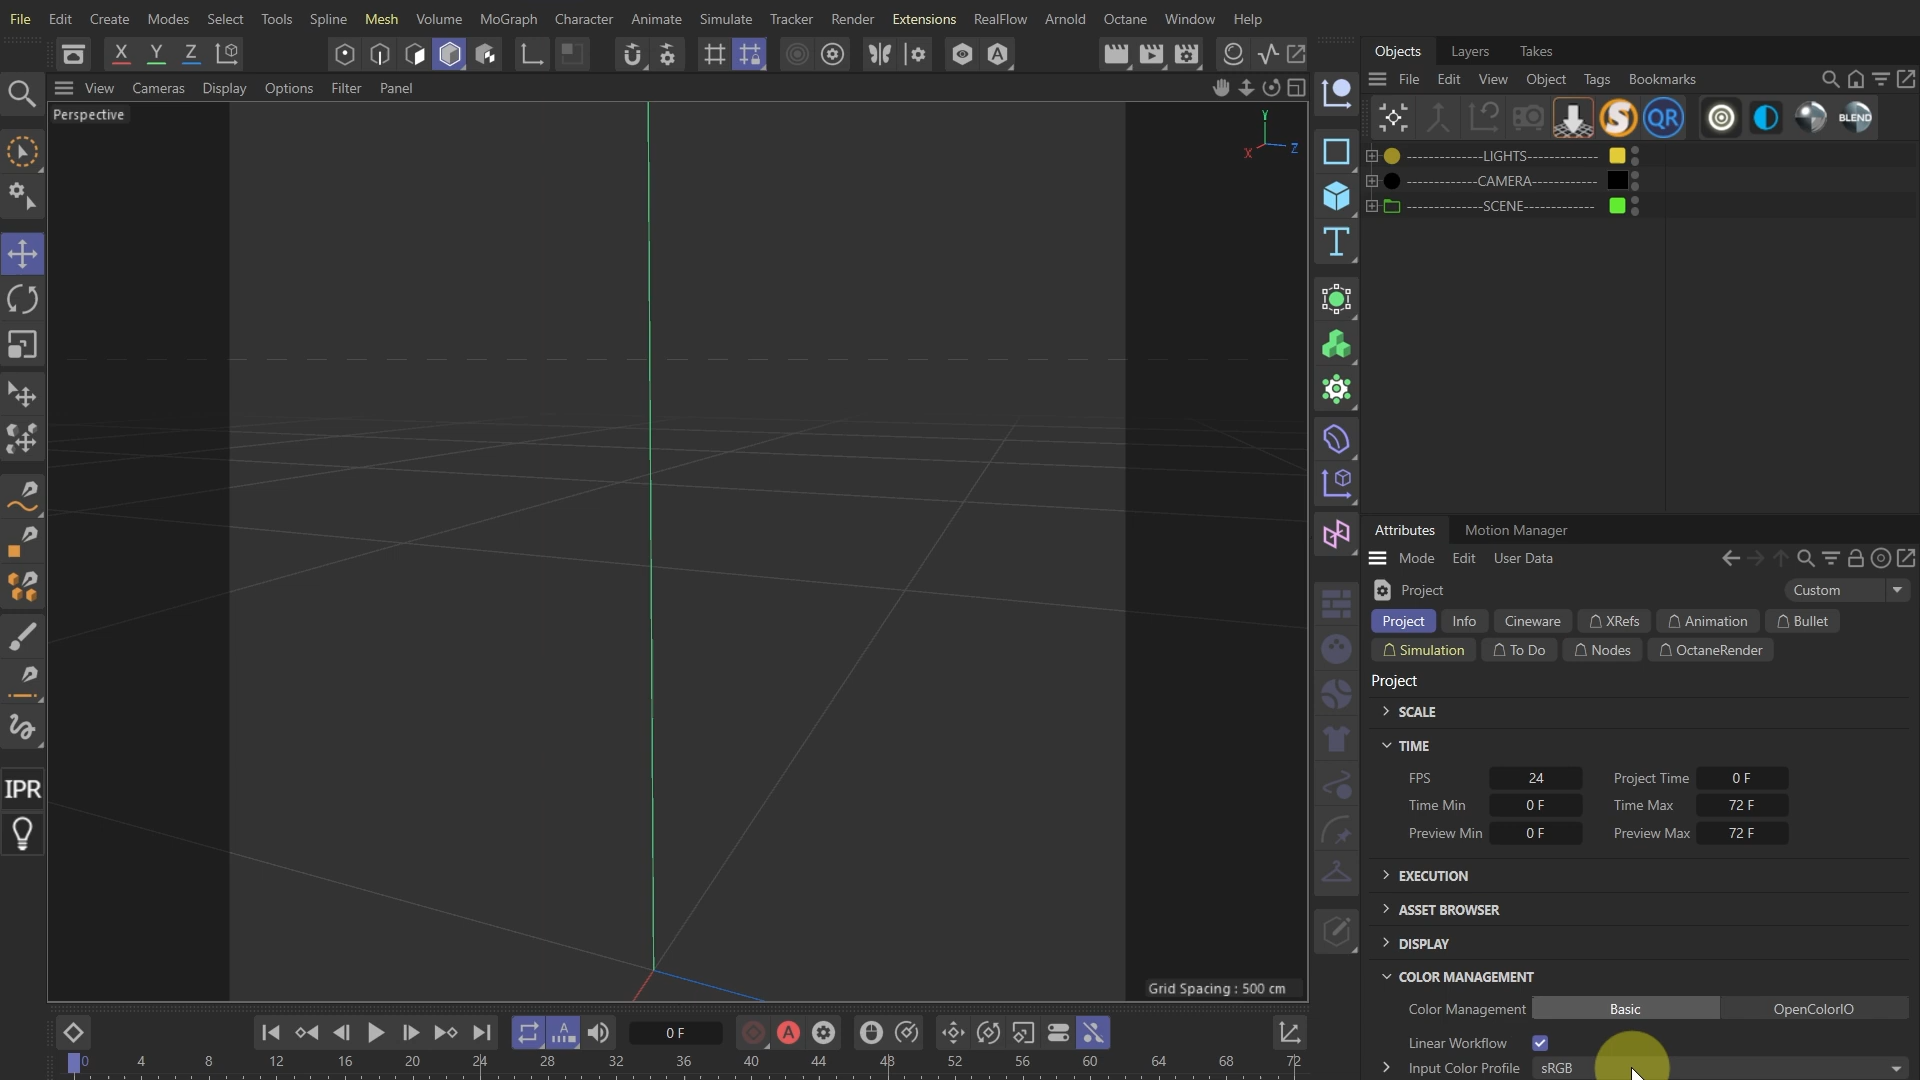 File Edit Create Modes Select Tools Spline Mesh Volume MoGraph Character Animate Simulate Tracker Render Extensions RealFlow Arnold Octane Window Help
X Y Z
View Cameras Display Options Filter Panel
Perspective
Y
X Z
IPR
Grid Spacing : 500 cm
A
0 F
A
0 4 8 12 16 20 24 28 32 36 40 44 48 52 56 60 64 68 72
Objects Layers Takes
File Edit View Object Tags Bookmarks
S QR BLEND
--------------LIGHTS--------------
-------------CAMERA------------
--------------SCENE-------------
Attributes Motion Manager
Mode Edit User Data
Project Custom
Project Info Cineware XRefs Animation Bullet
Simulation To Do Nodes OctaneRender
Project
SCALE
TIME
FPS 24 Project Time 0 F
Time Min 0 F Time Max 72 F
Preview Min 0 F Preview Max 72 F
EXECUTION
ASSET BROWSER
DISPLAY
COLOR MANAGEMENT
Color Management Basic OpenColorIO
Linear Workflow
Input Color Profile sRGB